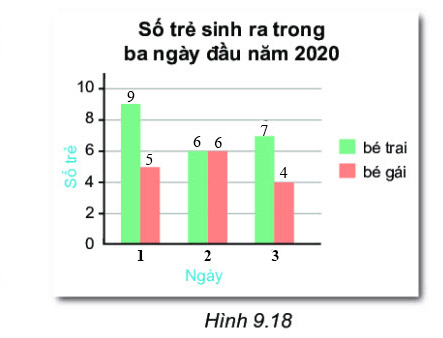 Số trẻ sinh ra trong
ba ngày đầu năm 2020
10
8
6
4
2
0
Số trẻ
9
5
6 6
7
4
1 2 3
Ngày
bé trai
bé gái
Hình 9.18